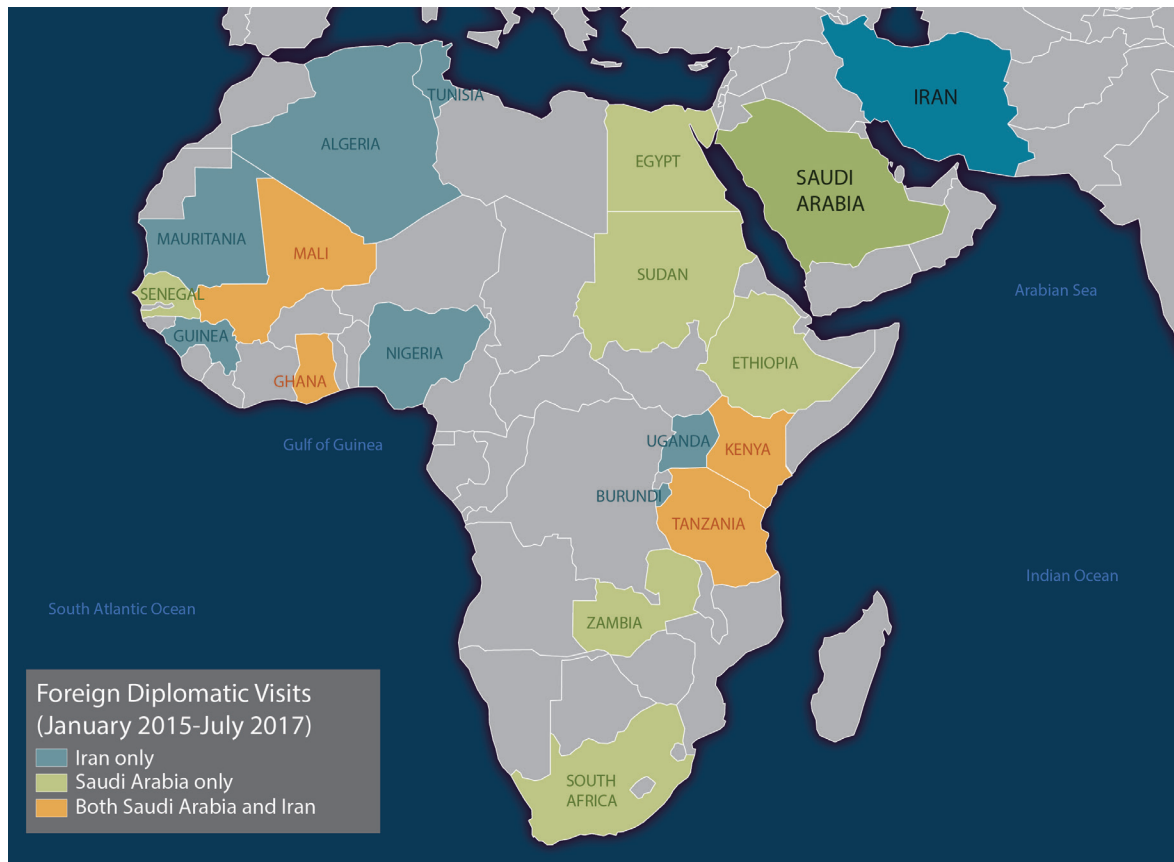 IRAN
TUNISIA
ALGERIA
EGYPT
SAUDI
ARABIA
MAURITANIA
MALI
SUDAN
SENEGAL
Arabian Sea
GUINEA
NIGERIA
ETHIOPIA
GHANA
Gulf of Guinea
UGANDA
KENYA
BURUNDI
TANZANIA
Indian Ocean
South Atlantic Ocean
ZAMBIA
SOUTH
AFRICA
Foreign Diplomatic Visits
(January 2015-July 2017)
Iran only
Saudi Arabia only
Both Saudi Arabia and Iran